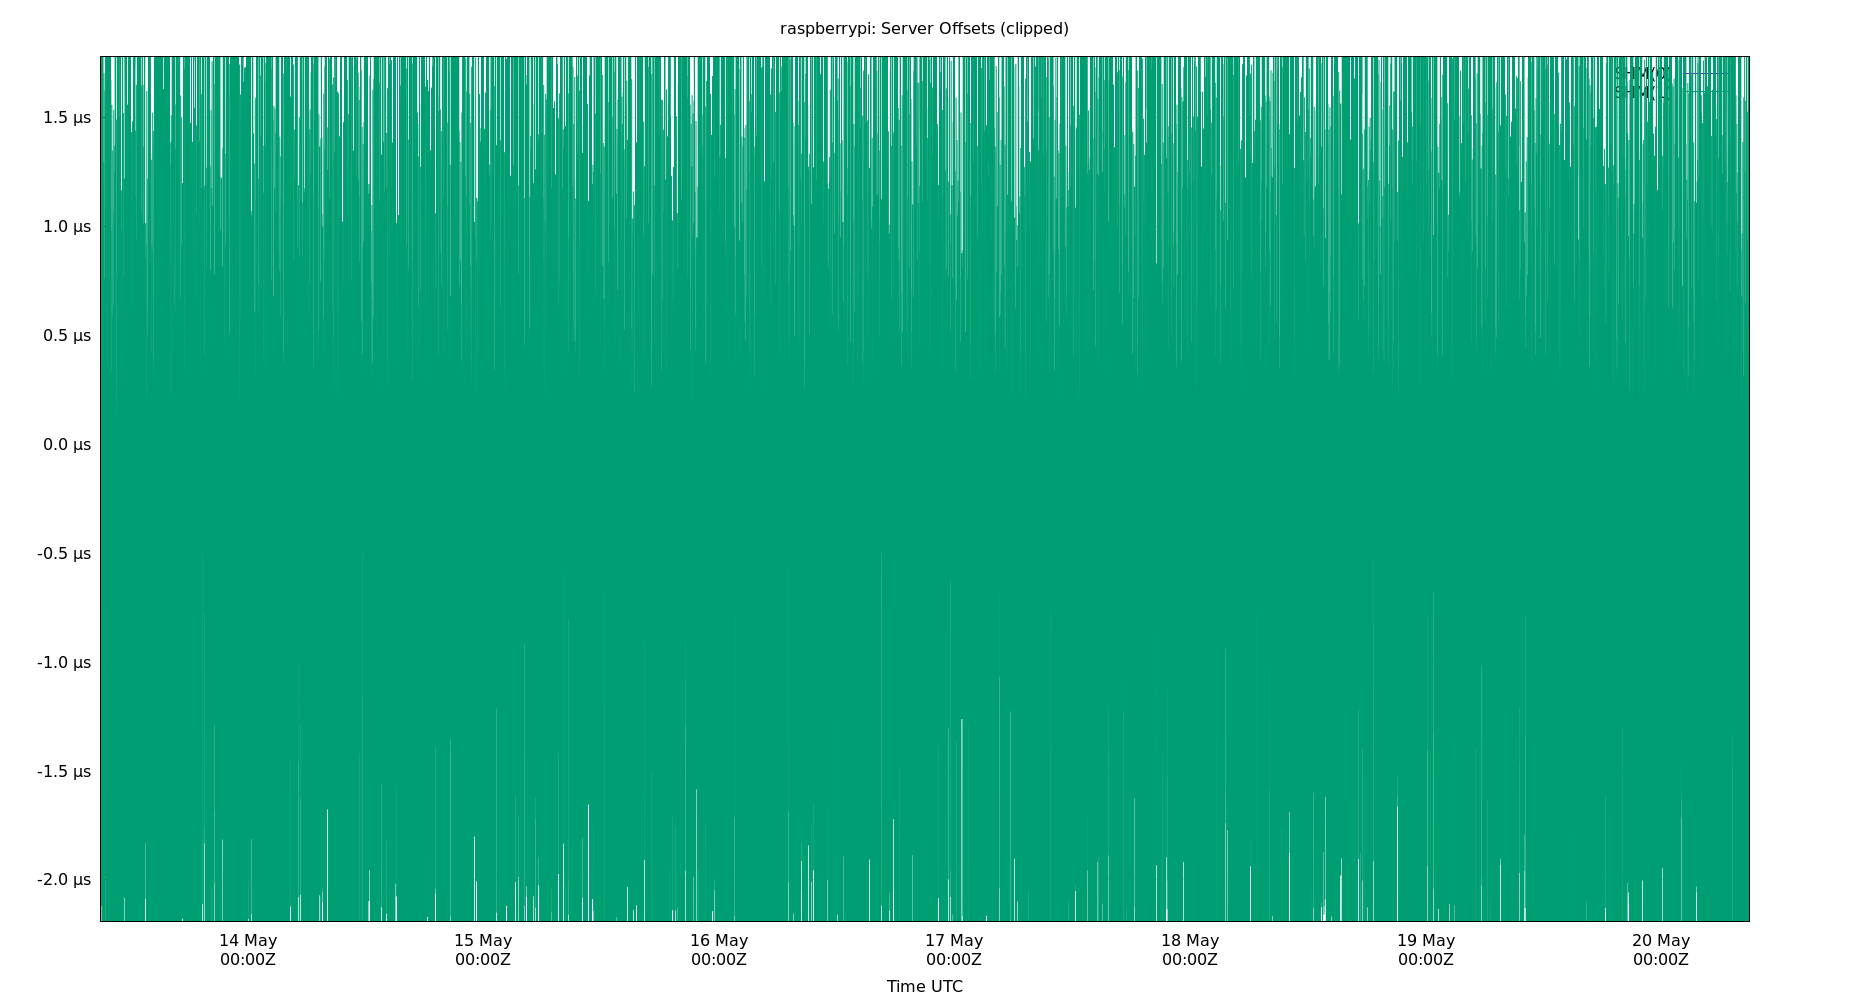 raspberrypi: Server Offsets (clipped)
SHM(0)
1.5 µs
1.0 µs
0.5 µs
0.0 µs
-0.5 µs
-1.0 µs
-1.5 µs
-2.0 µs
14 May 15 May 16 May 17 May 18 May 19 May 20 May
00:00Z 00:00Z 00:00Z 00:00Z 00:00Z 00:00Z 00:00Z
Time UTC